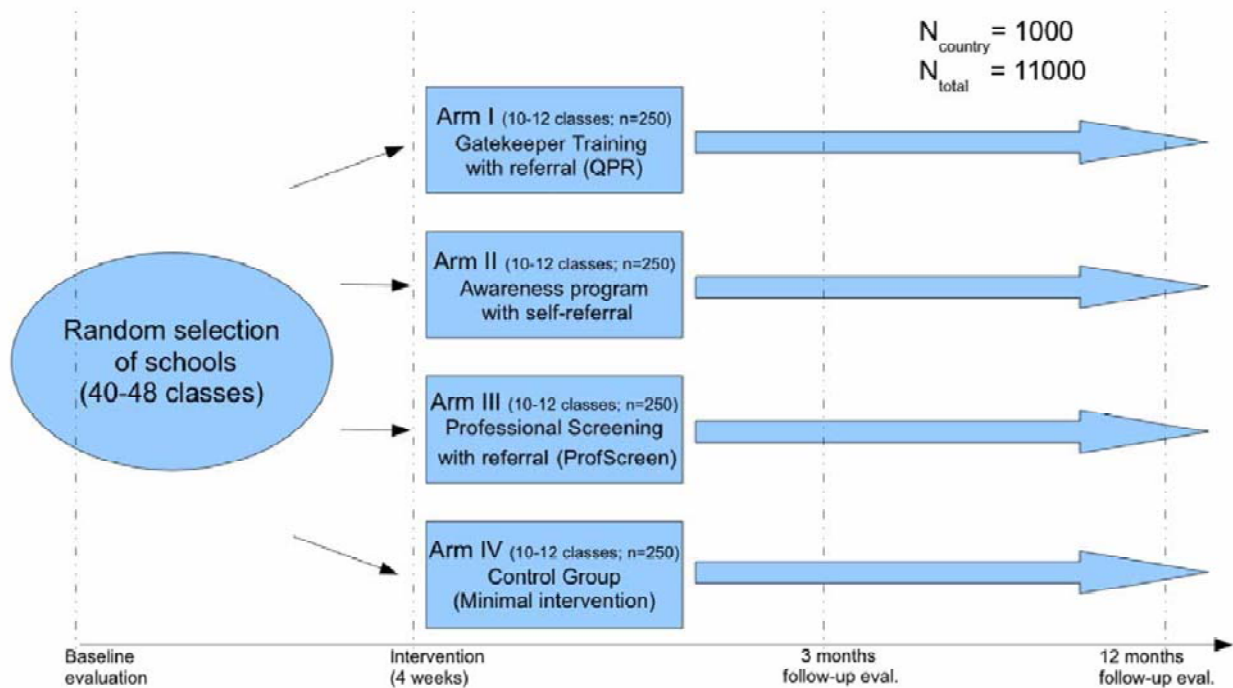 N country = 1000
N total = 11000
Arm I (10-12 classes; n=250)
Gatekeeper Training
with referral (QPR)
Arm II (10-12 classes; n=250)
Awareness program
with self-referral
Random selection
of schools
(40-48 classes)
Arm III (10-12 classes; n=250)
Professional Screening
with referral (ProfScreen)
Arm IV (10-12 classes; n=250)
Control Group
(Minimal intervention)
Baseline
evaluation
Intervention
(4 weeks)
3 months
follow-up eval.
12 months
follow-up eval.